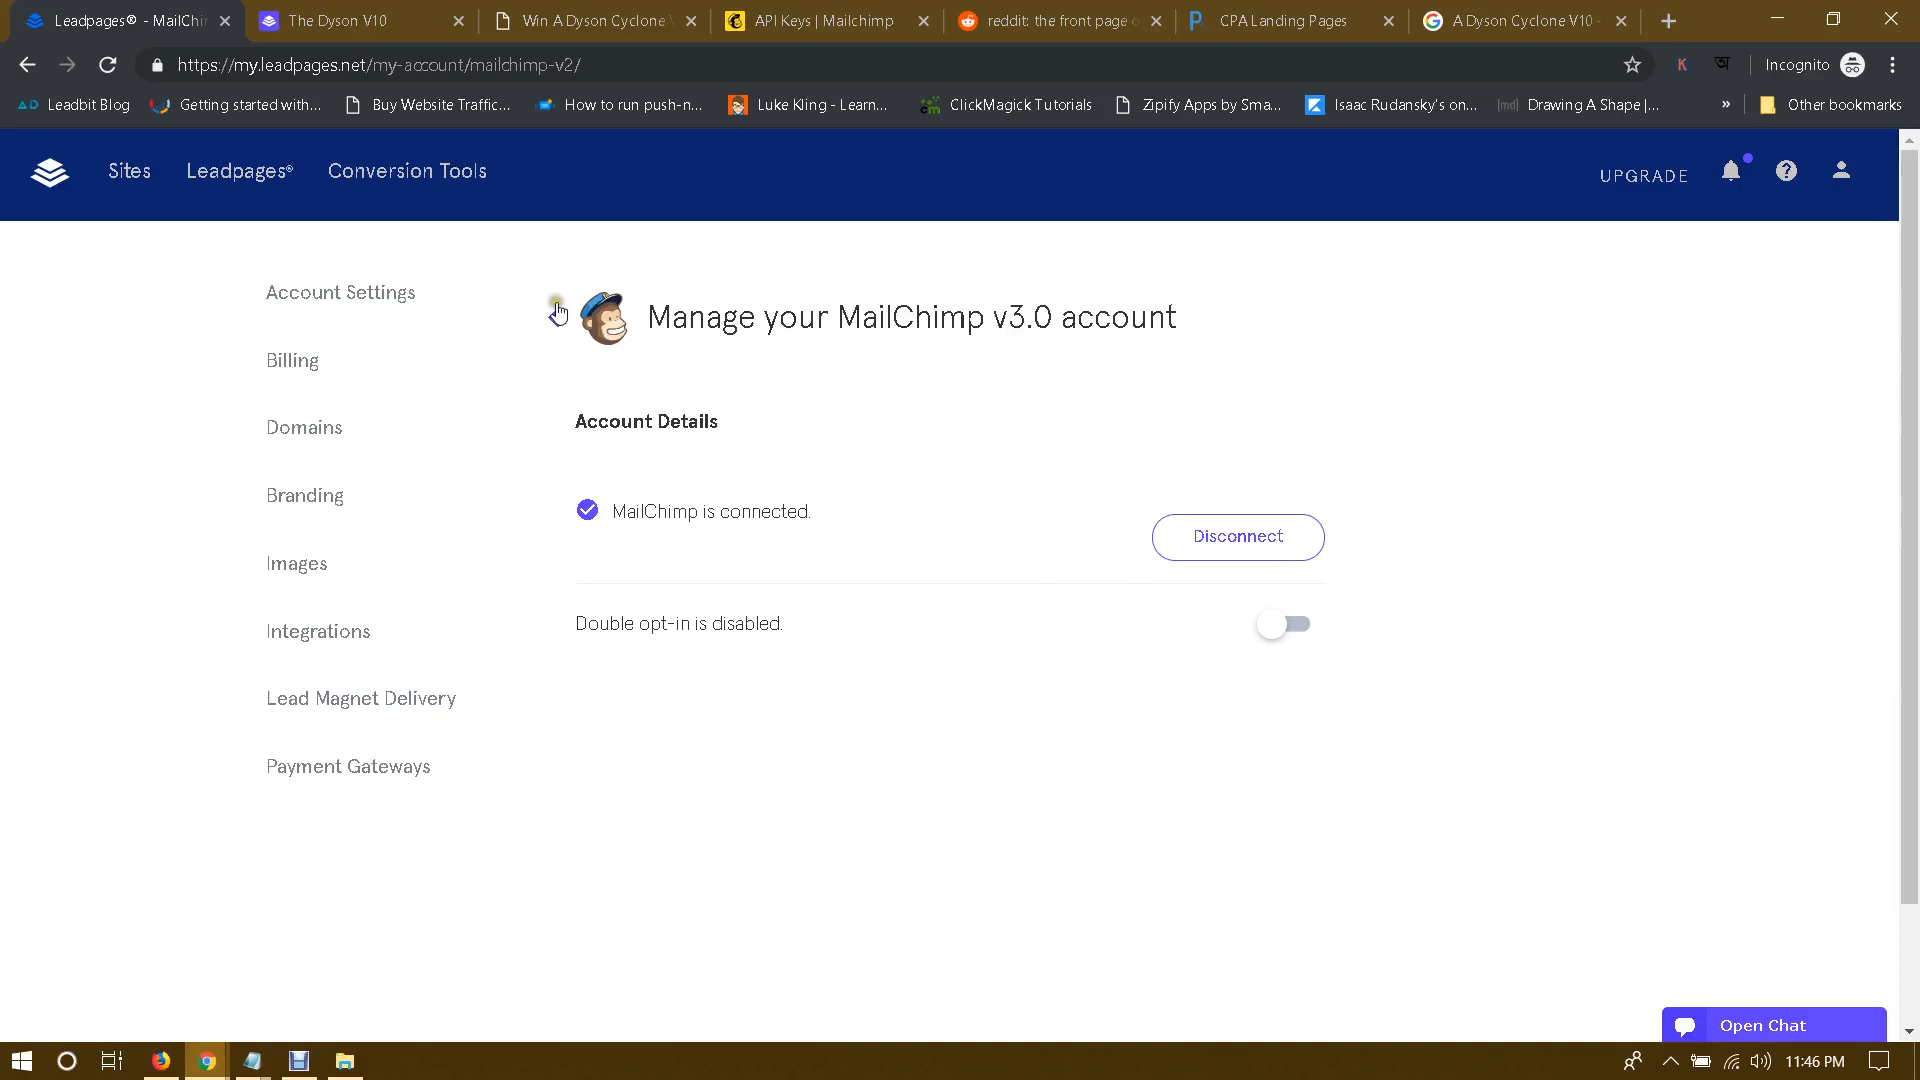 Leadpages® - MailChi
The Dyson V10
Win A Dyson Cyclone
API Keys | Mailchimp
reddit: the front page
CPA Landing Pages
A Dyson Cyclone V10 -
https://my.leadpages.net/my-account/mailchimp-v2/
K
অ
Incognito
Leadbit Blog
Getting started with...
Buy Website Traffic...
How to run push-n...
Luke Kling - Learn...
ClickMagick Tutorials
Zipify Apps by Sma...
Isaac Rudansky's on...
[md] Drawing A Shape |...
»
Other bookmarks
Sites
Leadpages®
Conversion Tools
UPGRADE
Account Settings
Billing
Domains
Branding
Images
Integrations
Lead Magnet Delivery
Payment Gateways
Manage your MailChimp v3.0 account
Account Details
MailChimp is connected.
Disconnect
Double opt-in is disabled.
Open Chat
11:46 PM